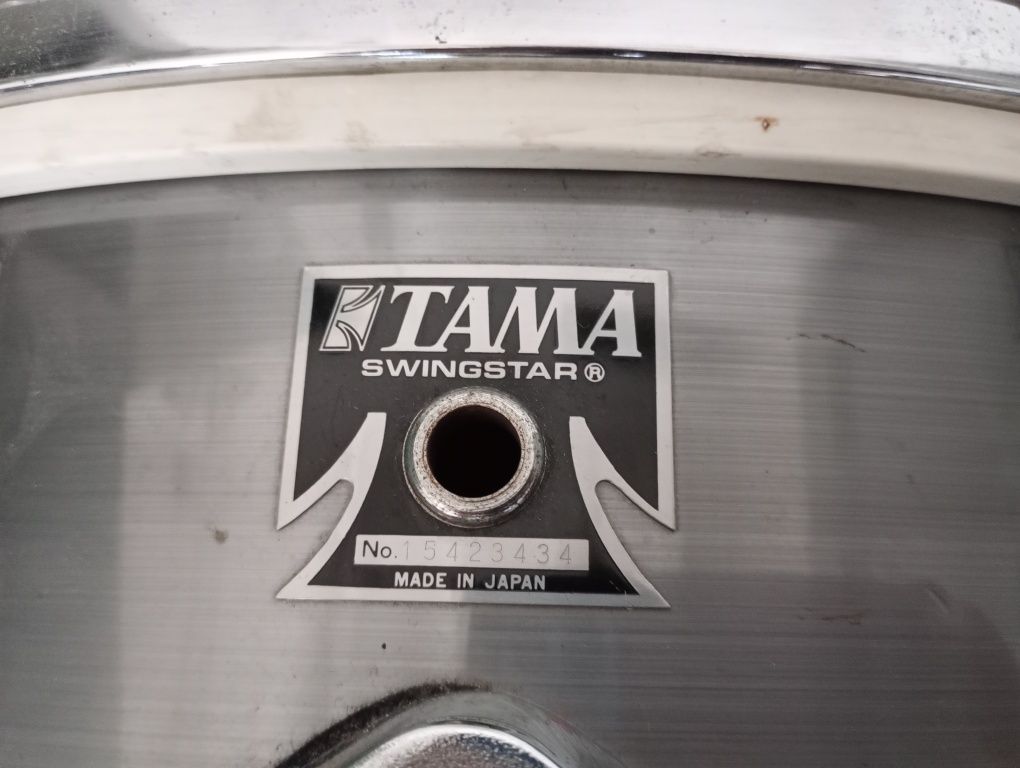 TAMA
SWINGSTAR®
No. 15423434
MADE IN JAPAN